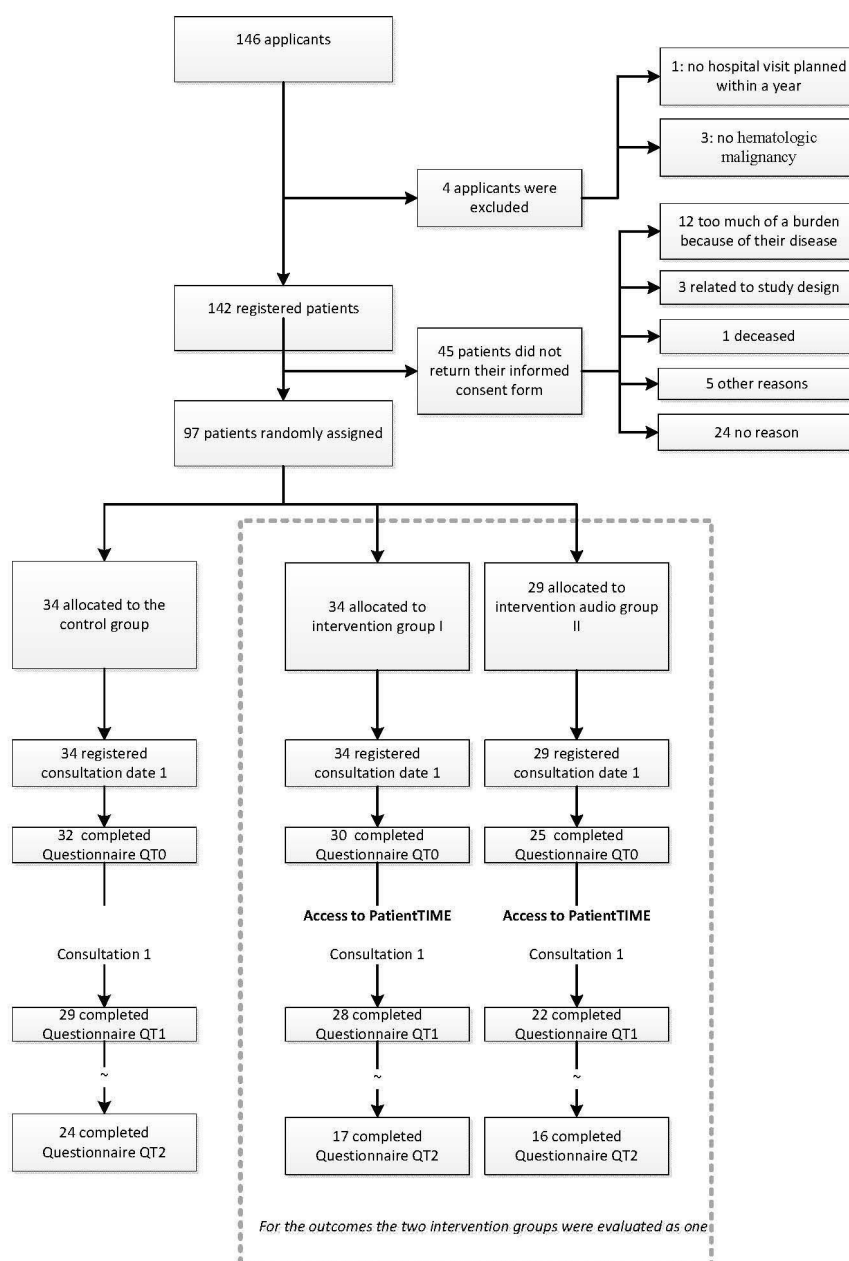 146 applicants
1: no hospital visit planned
within a year
3: no hematologic
malignancy
4 applicants were
excluded
12 too much of a burden
because of their disease
3 related to study design
142 registered patients
1 deceased
45 patients did not
return their informed
consent form
5 other reasons
24 no reason
97 patients randomly assigned
34 allocated to the
control group
34 allocated to
intervention group I
29 allocated to
intervention audio group
II
34 registered
consultation date 1
34 registered
consultation date 1
29 registered
consultation date 1
32 completed
Questionnaire QT0
30 completed
Questionnaire QT0
25 completed
Questionnaire QT0
Access to PatientTIME
Access to PatientTIME
Consultation 1
Consultation 1
Consultation 1
29 completed
Questionnaire QT1
28 completed
Questionnaire QT1
22 completed
Questionnaire QT1
~
~
~
24 completed
Questionnaire QT2
17 completed
Questionnaire QT2
16 completed
Questionnaire QT2
For the outcomes the two intervention groups were evaluated as one